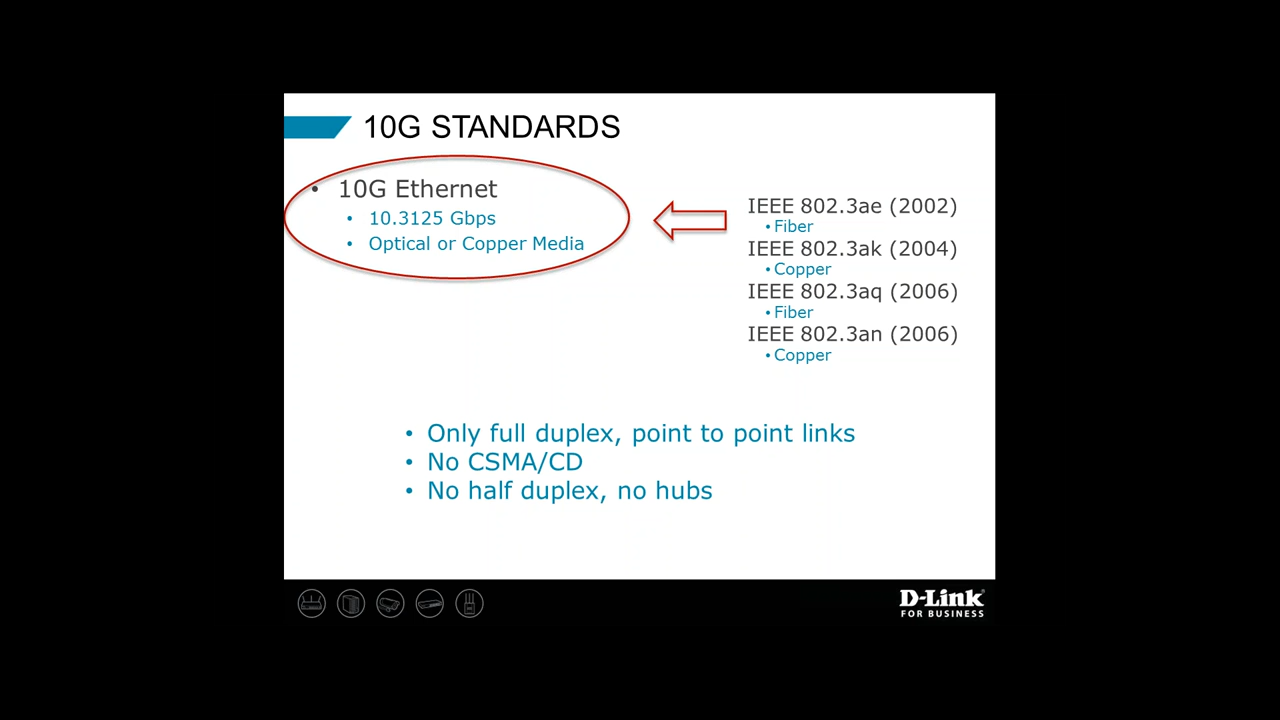 10G STANDARDS
• 10G Ethernet
• 10.3125 Gbps
• Optical or Copper Media
IEEE 802.3ae (2002)
• Fiber
IEEE 802.3ak (2004)
• Copper
IEEE 802.3aq (2006)
• Fiber
IEEE 802.3an (2006)
• Copper
• Only full duplex, point to point links
• No CSMA/CD
• No half duplex, no hubs
D-Link
FOR BUSINESS